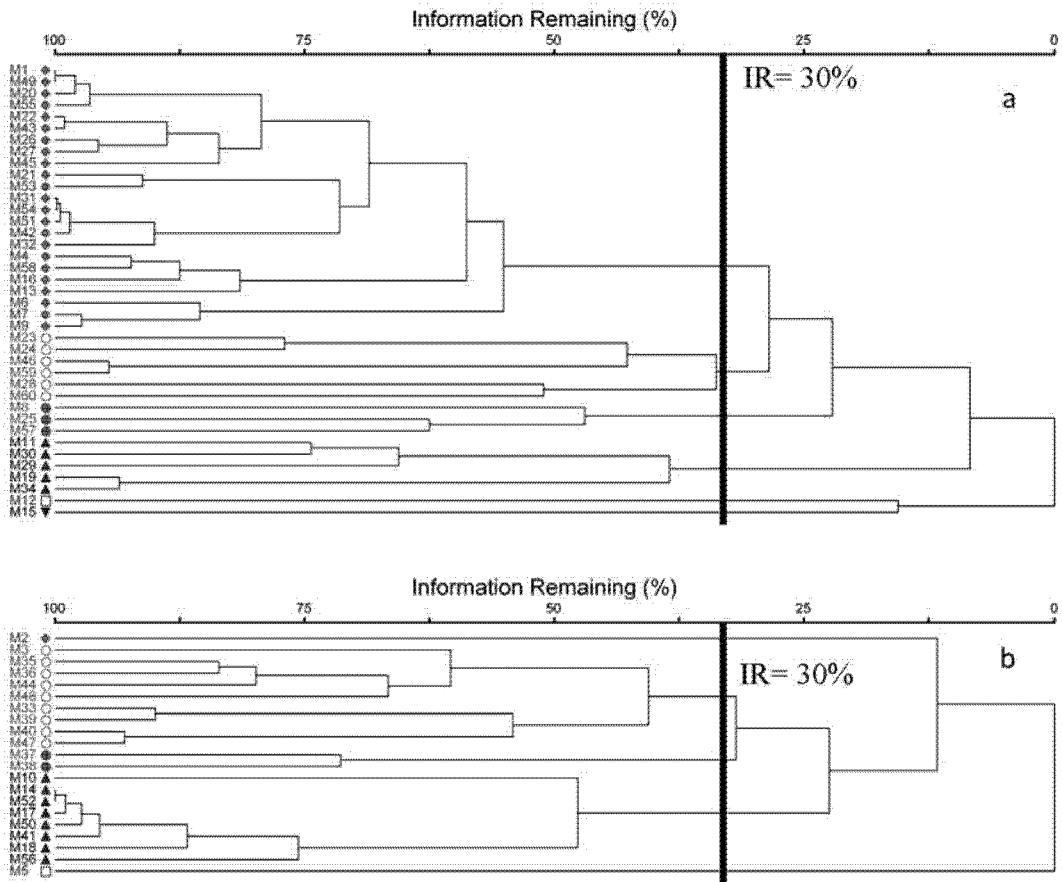 Information Remaining (%)
100 75 50 25 0
IR= 30%
a
M1
M49
M20
M55
M22
M43
M26
M27
M45
M21
M53
M31
M54
M51
M42
M32
M4
M58
M16
M13
M6
M7
M9
M23
M24
M46
M59
M28
M60
M8
M25
M57
M11
M30
M29
M19
M34
M12
M15
Information Remaining (%)
100 75 50 25 0
IR= 30%
b
M2
M3
M35
M36
M44
M48
M33
M39
M40
M47
M37
M38
M10
M14
M52
M17
M50
M41
M18
M56
M5